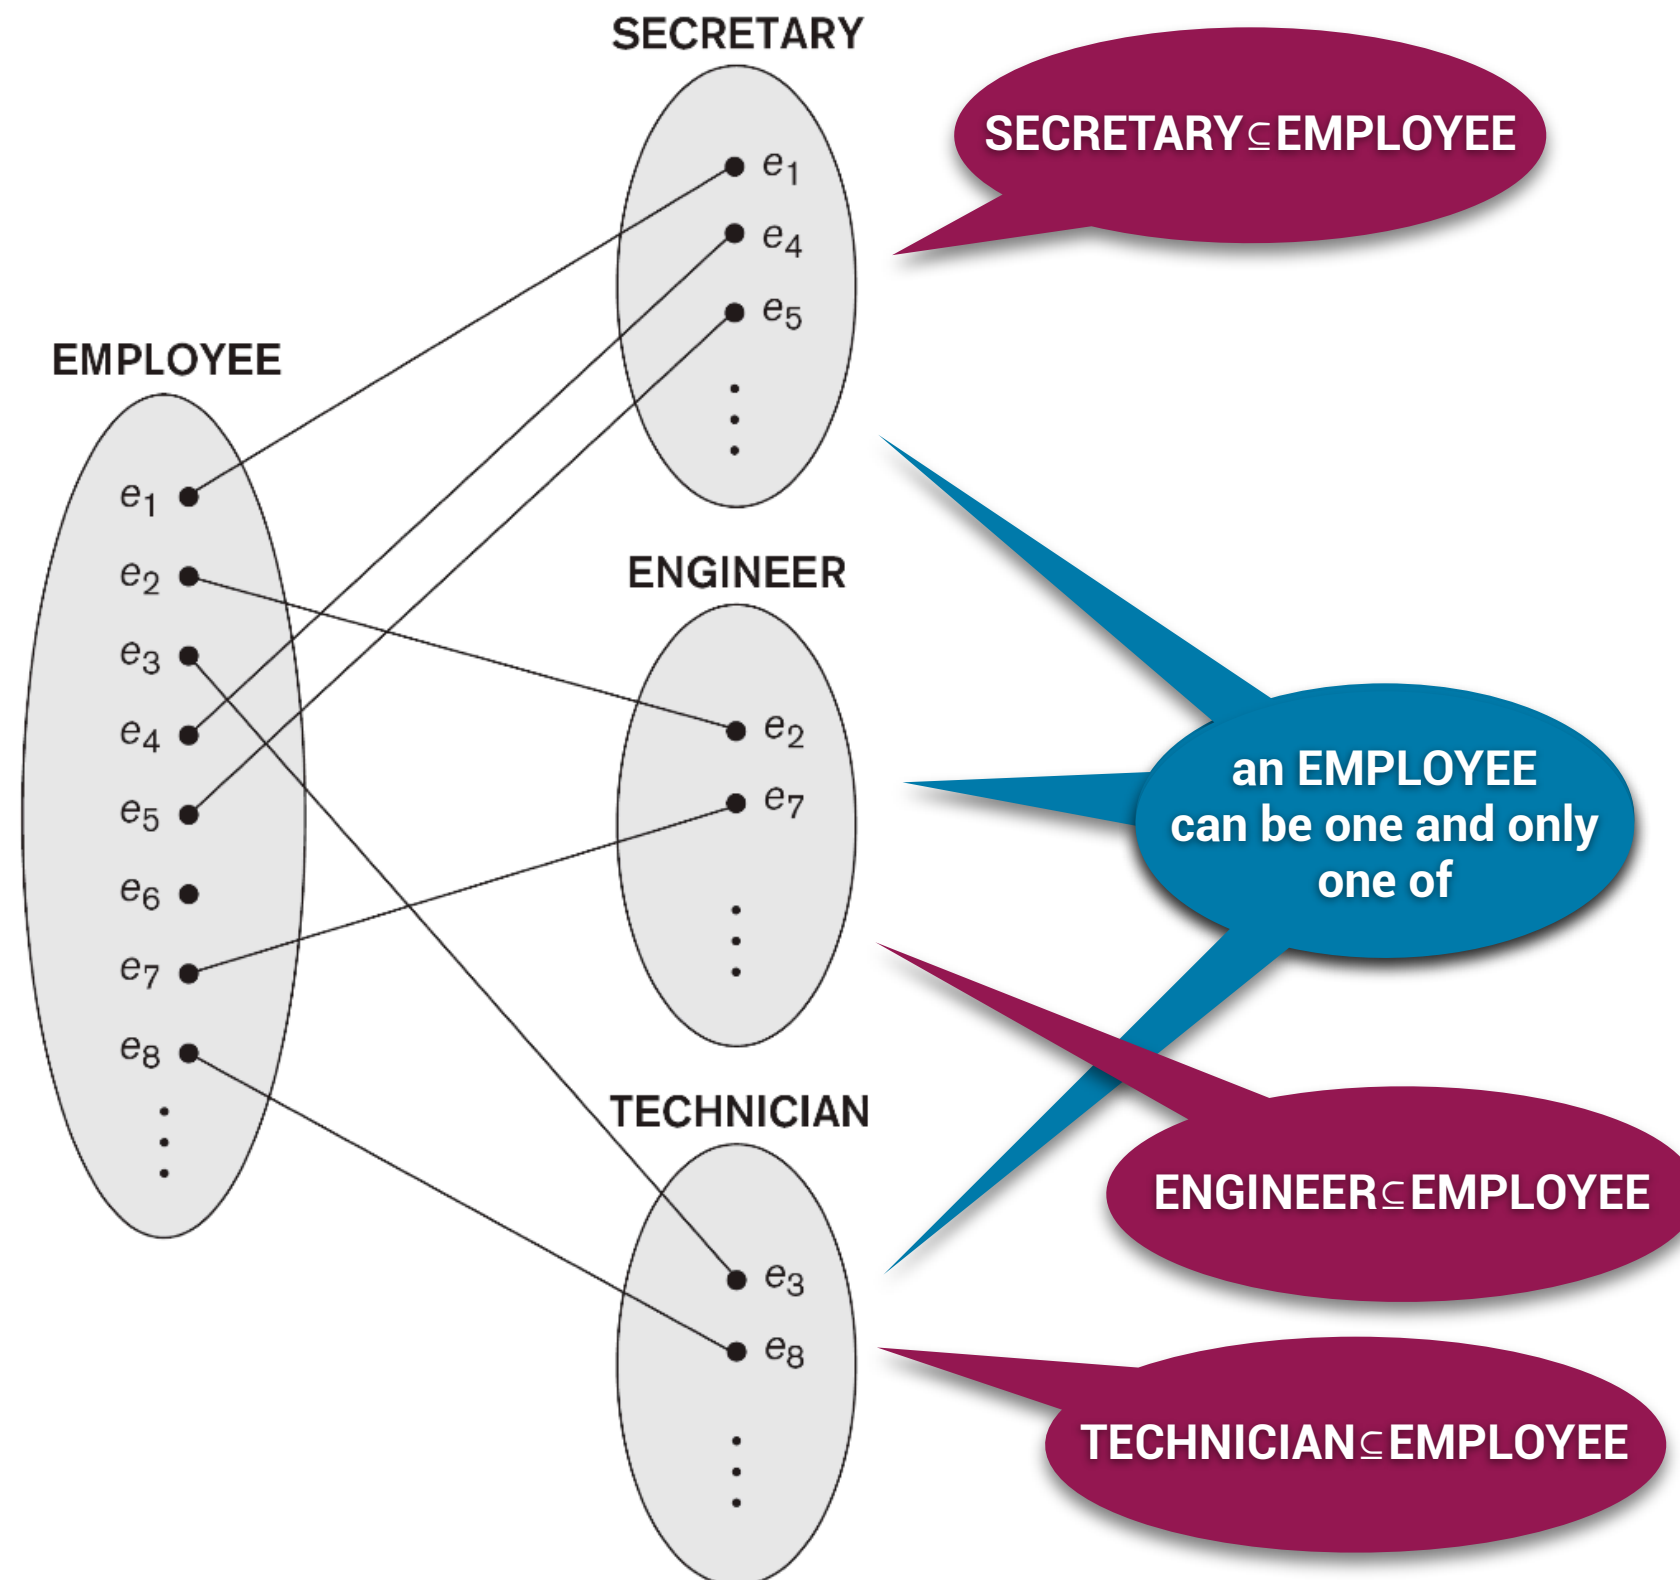 SECRETARY
e1
e4
e5
SECRETARY⊆EMPLOYEE
EMPLOYEE
e1
e2
e3
e4
e5
e6
e7
e8
ENGINEER
e2
e7
an EMPLOYEE
can be one and only
one of
ENGINEER⊆EMPLOYEE
TECHNICIAN
e3
e8
TECHNICIAN⊆EMPLOYEE